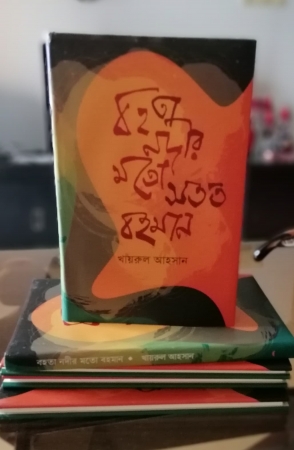 বহতা
নদীর
মতো সতত
বহমান
খায়রুল আহসান
বহতা নদীর মতো বহমান • খায়রুল আহসান